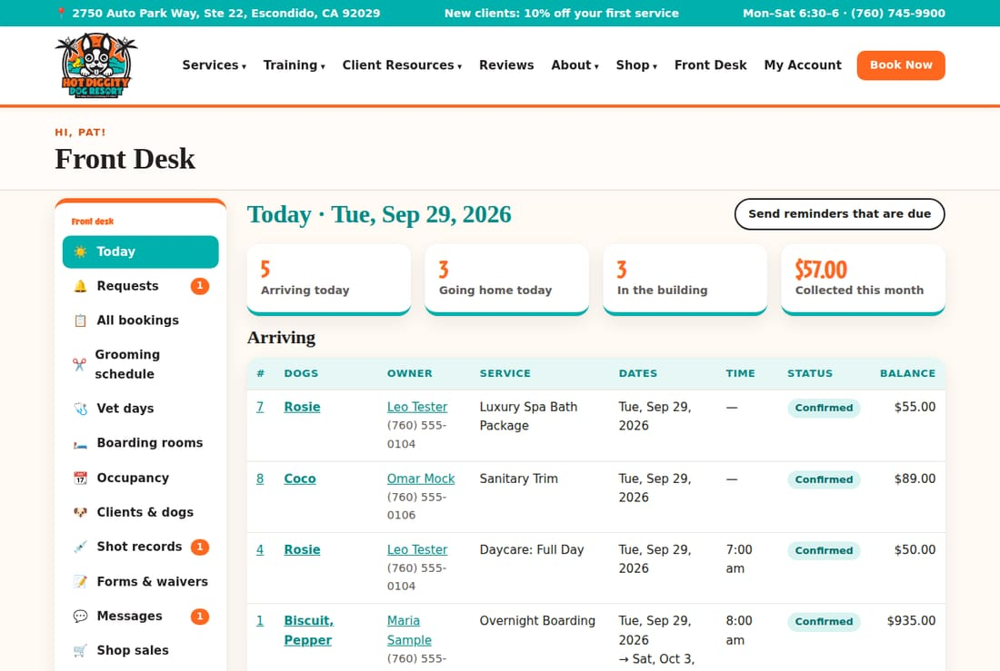 2750 Auto Park Way, Ste 22, Escondido, CA 92029
New clients: 10% off your first service
Mon–Sat 6:30–6 · (760) 745-9900
HOT DIGGITY
DOG RESORT
Services ▾
Training ▾
Client Resources ▾
Reviews
About ▾
Shop ▾
Front Desk
My Account
Book Now
HI, PAT!
Front Desk
Front desk
Today
Requests 1
All bookings
Grooming
schedule
Vet days
Boarding rooms
Occupancy
Clients & dogs
Shot records 1
Forms & waivers
Messages 1
Shop sales
Today · Tue, Sep 29, 2026
Send reminders that are due
5
Arriving today
3
Going home today
3
In the building
$57.00
Collected this month
Arriving
# DOGS OWNER SERVICE DATES TIME STATUS BALANCE
7 Rosie Leo Tester Luxury Spa Bath Tue, Sep 29, — Confirmed $55.00
(760) 555- Package 2026
0104
8 Coco Omar Mock Sanitary Trim Tue, Sep 29, — Confirmed $89.00
(760) 555- 2026
0106
4 Rosie Leo Tester Daycare: Full Day Tue, Sep 29, 7:00 Confirmed $50.00
(760) 555- 2026 am
0104
1 Biscuit, Maria Overnight Boarding Tue, Sep 29, 8:00 Confirmed $935.00
Pepper Sample 2026 am
(760) 555- → Sat, Oct 3,